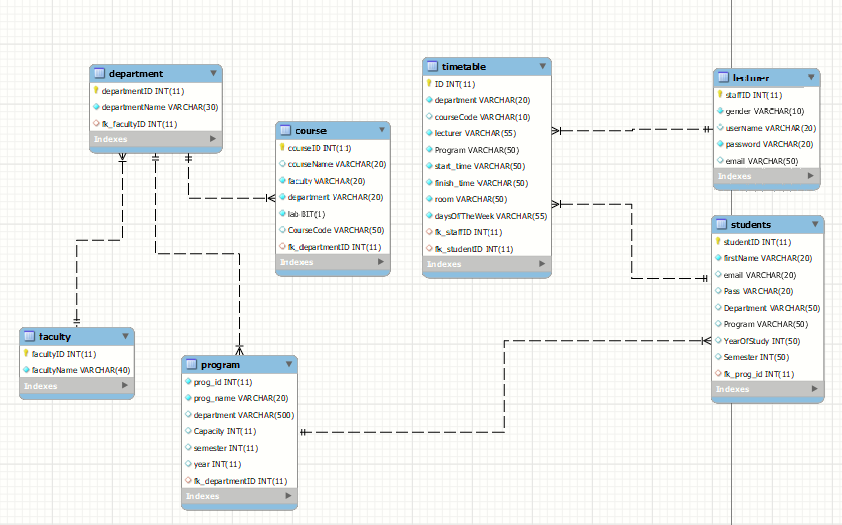 department
departmentID INT(11)
departmentName VARCHAR(30)
fk_facultyID INT(11)
Indexes
course
courseID INT(11)
courseName VARCHAR(20)
faculty VARCHAR(20)
department VARCHAR(20)
lab BIT(1)
CourseCode VARCHAR(50)
fk_departmentID INT(11)
Indexes
timetable
ID INT(11)
department VARCHAR(20)
courseCode VARCHAR(10)
lecturer VARCHAR(55)
Program VARCHAR(50)
start_time VARCHAR(50)
finish_time VARCHAR(50)
room VARCHAR(50)
daysOfTheWeek VARCHAR(55)
fk_sitaffID INT(11)
fk_studentID INT(11)
Indexes
lecturer
staffID INT(11)
gender VARCHAR(10)
userName VARCHAR(20)
password VARCHAR(20)
email VARCHAR(50)
Indexes
students
studentID INT(11)
firstName VARCHAR(20)
email VARCHAR(20)
Pass VARCHAR(20)
Department VARCHAR(50)
Program VARCHAR(50)
YearOfStudy INT(50)
Semester INT(50)
fk_prog_id INT(11)
Indexes
faculty
facultyID INT(11)
facultyName VARCHAR(40)
Indexes
program
prog_id INT(11)
prog_name VARCHAR(20)
department VARCHAR(500)
Capacity INT(11)
semester INT(11)
year INT(11)
fk_departmentID INT(11)
Indexes